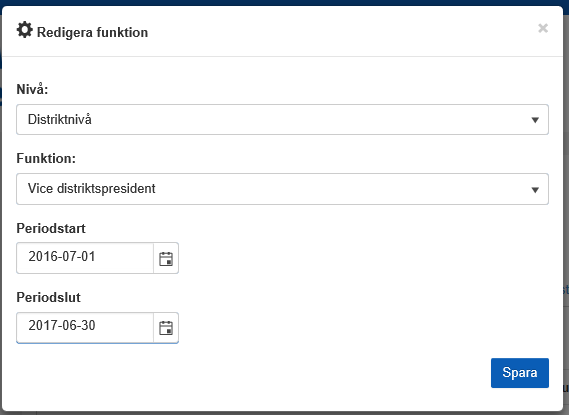 Redigera funktion
×
Nivå:
Distriktnivå
Funktion:
Vice distriktspresident
Periodstart
2016-07-01
Periodslut
2017-06-30
Spara